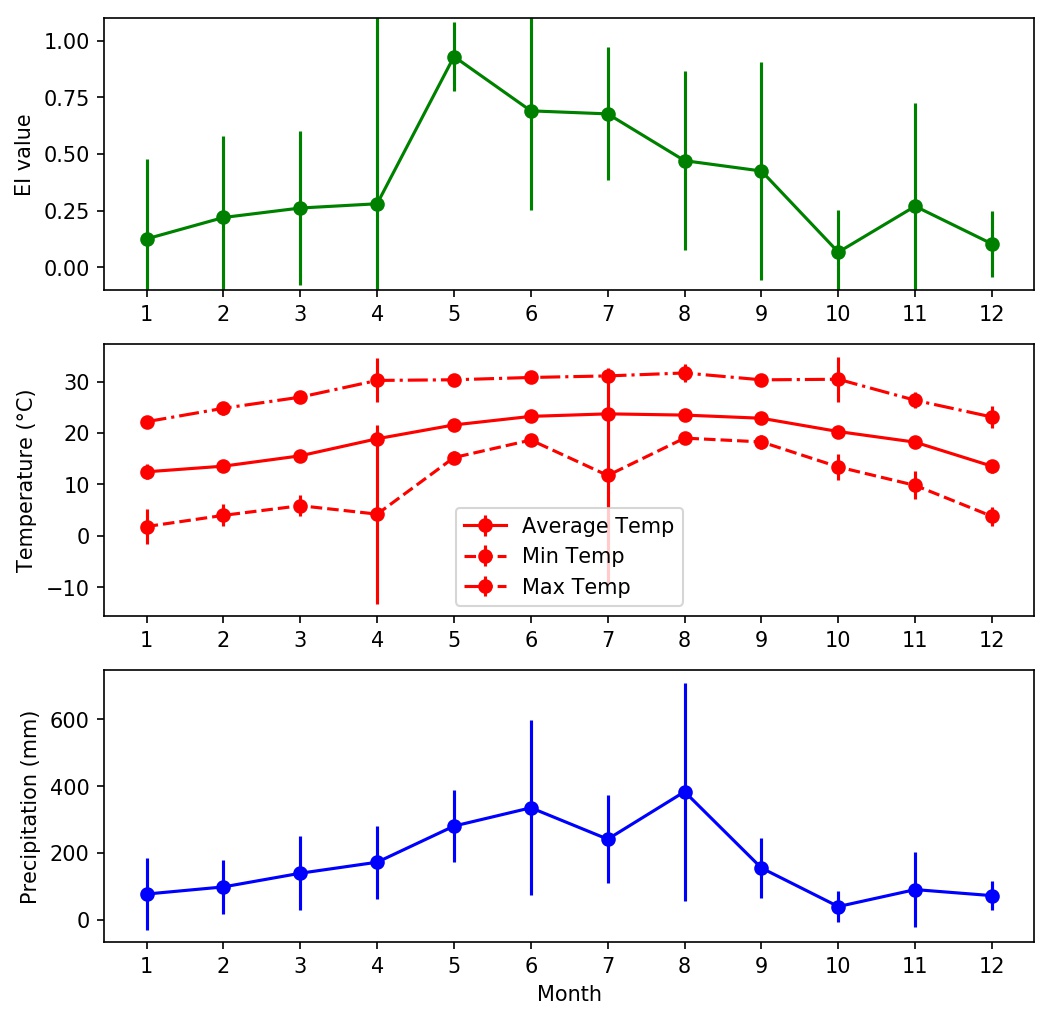 EI value
1.00
0.75
0.50
0.25
0.00
1 2 3 4 5 6 7 8 9 10 11 12
Temperature (°C)
30
20
10
0
−10
Average Temp
Min Temp
Max Temp
1 2 3 4 5 6 7 8 9 10 11 12
Precipitation (mm)
600
400
200
0
1 2 3 4 5 6 7 8 9 10 11 12
Month